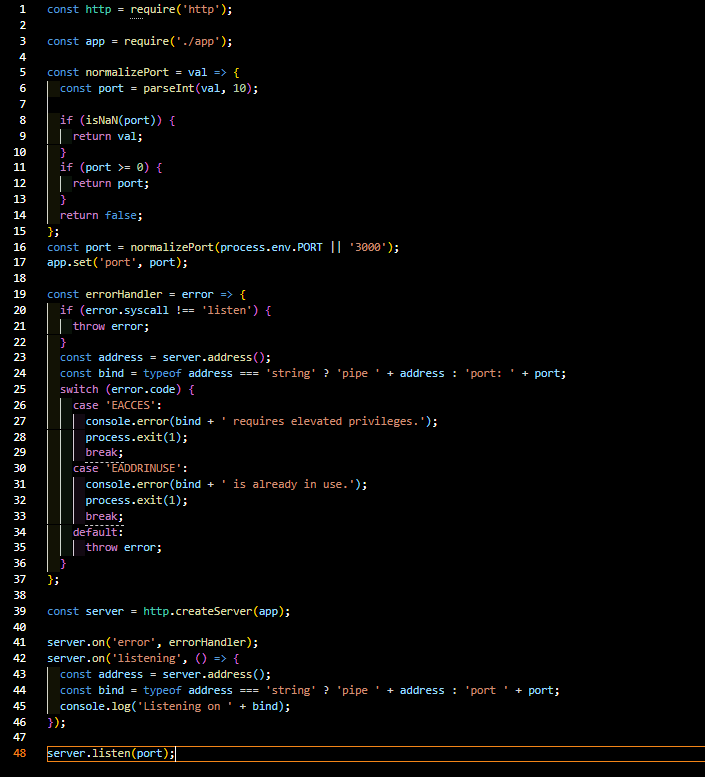 1 const http = require('http');
2
3 const app = require('./app');
4
5 const normalizePort = val => {
6   const port = parseInt(val, 10);
7
8   if (isNaN(port)) {
9     return val;
10   }
11   if (port >= 0) {
12     return port;
13   }
14   return false;
15 };
16 const port = normalizePort(process.env.PORT || '3000');
17 app.set('port', port);
18
19 const errorHandler = error => {
20   if (error.syscall !== 'listen') {
21     throw error;
22   }
23   const address = server.address();
24   const bind = typeof address === 'string' ? 'pipe ' + address : 'port: ' + port;
25   switch (error.code) {
26     case 'EACCES':
27       console.error(bind + ' requires elevated privileges.');
28       process.exit(1);
29       break;
30     case 'EADDRINUSE':
31       console.error(bind + ' is already in use.');
32       process.exit(1);
33       break;
34     default:
35       throw error;
36   }
37 };
38
39 const server = http.createServer(app);
40
41 server.on('error', errorHandler);
42 server.on('listening', () => {
43   const address = server.address();
44   const bind = typeof address === 'string' ? 'pipe ' + address : 'port ' + port;
45   console.log('Listening on ' + bind);
46 });
47
48 server.listen(port);